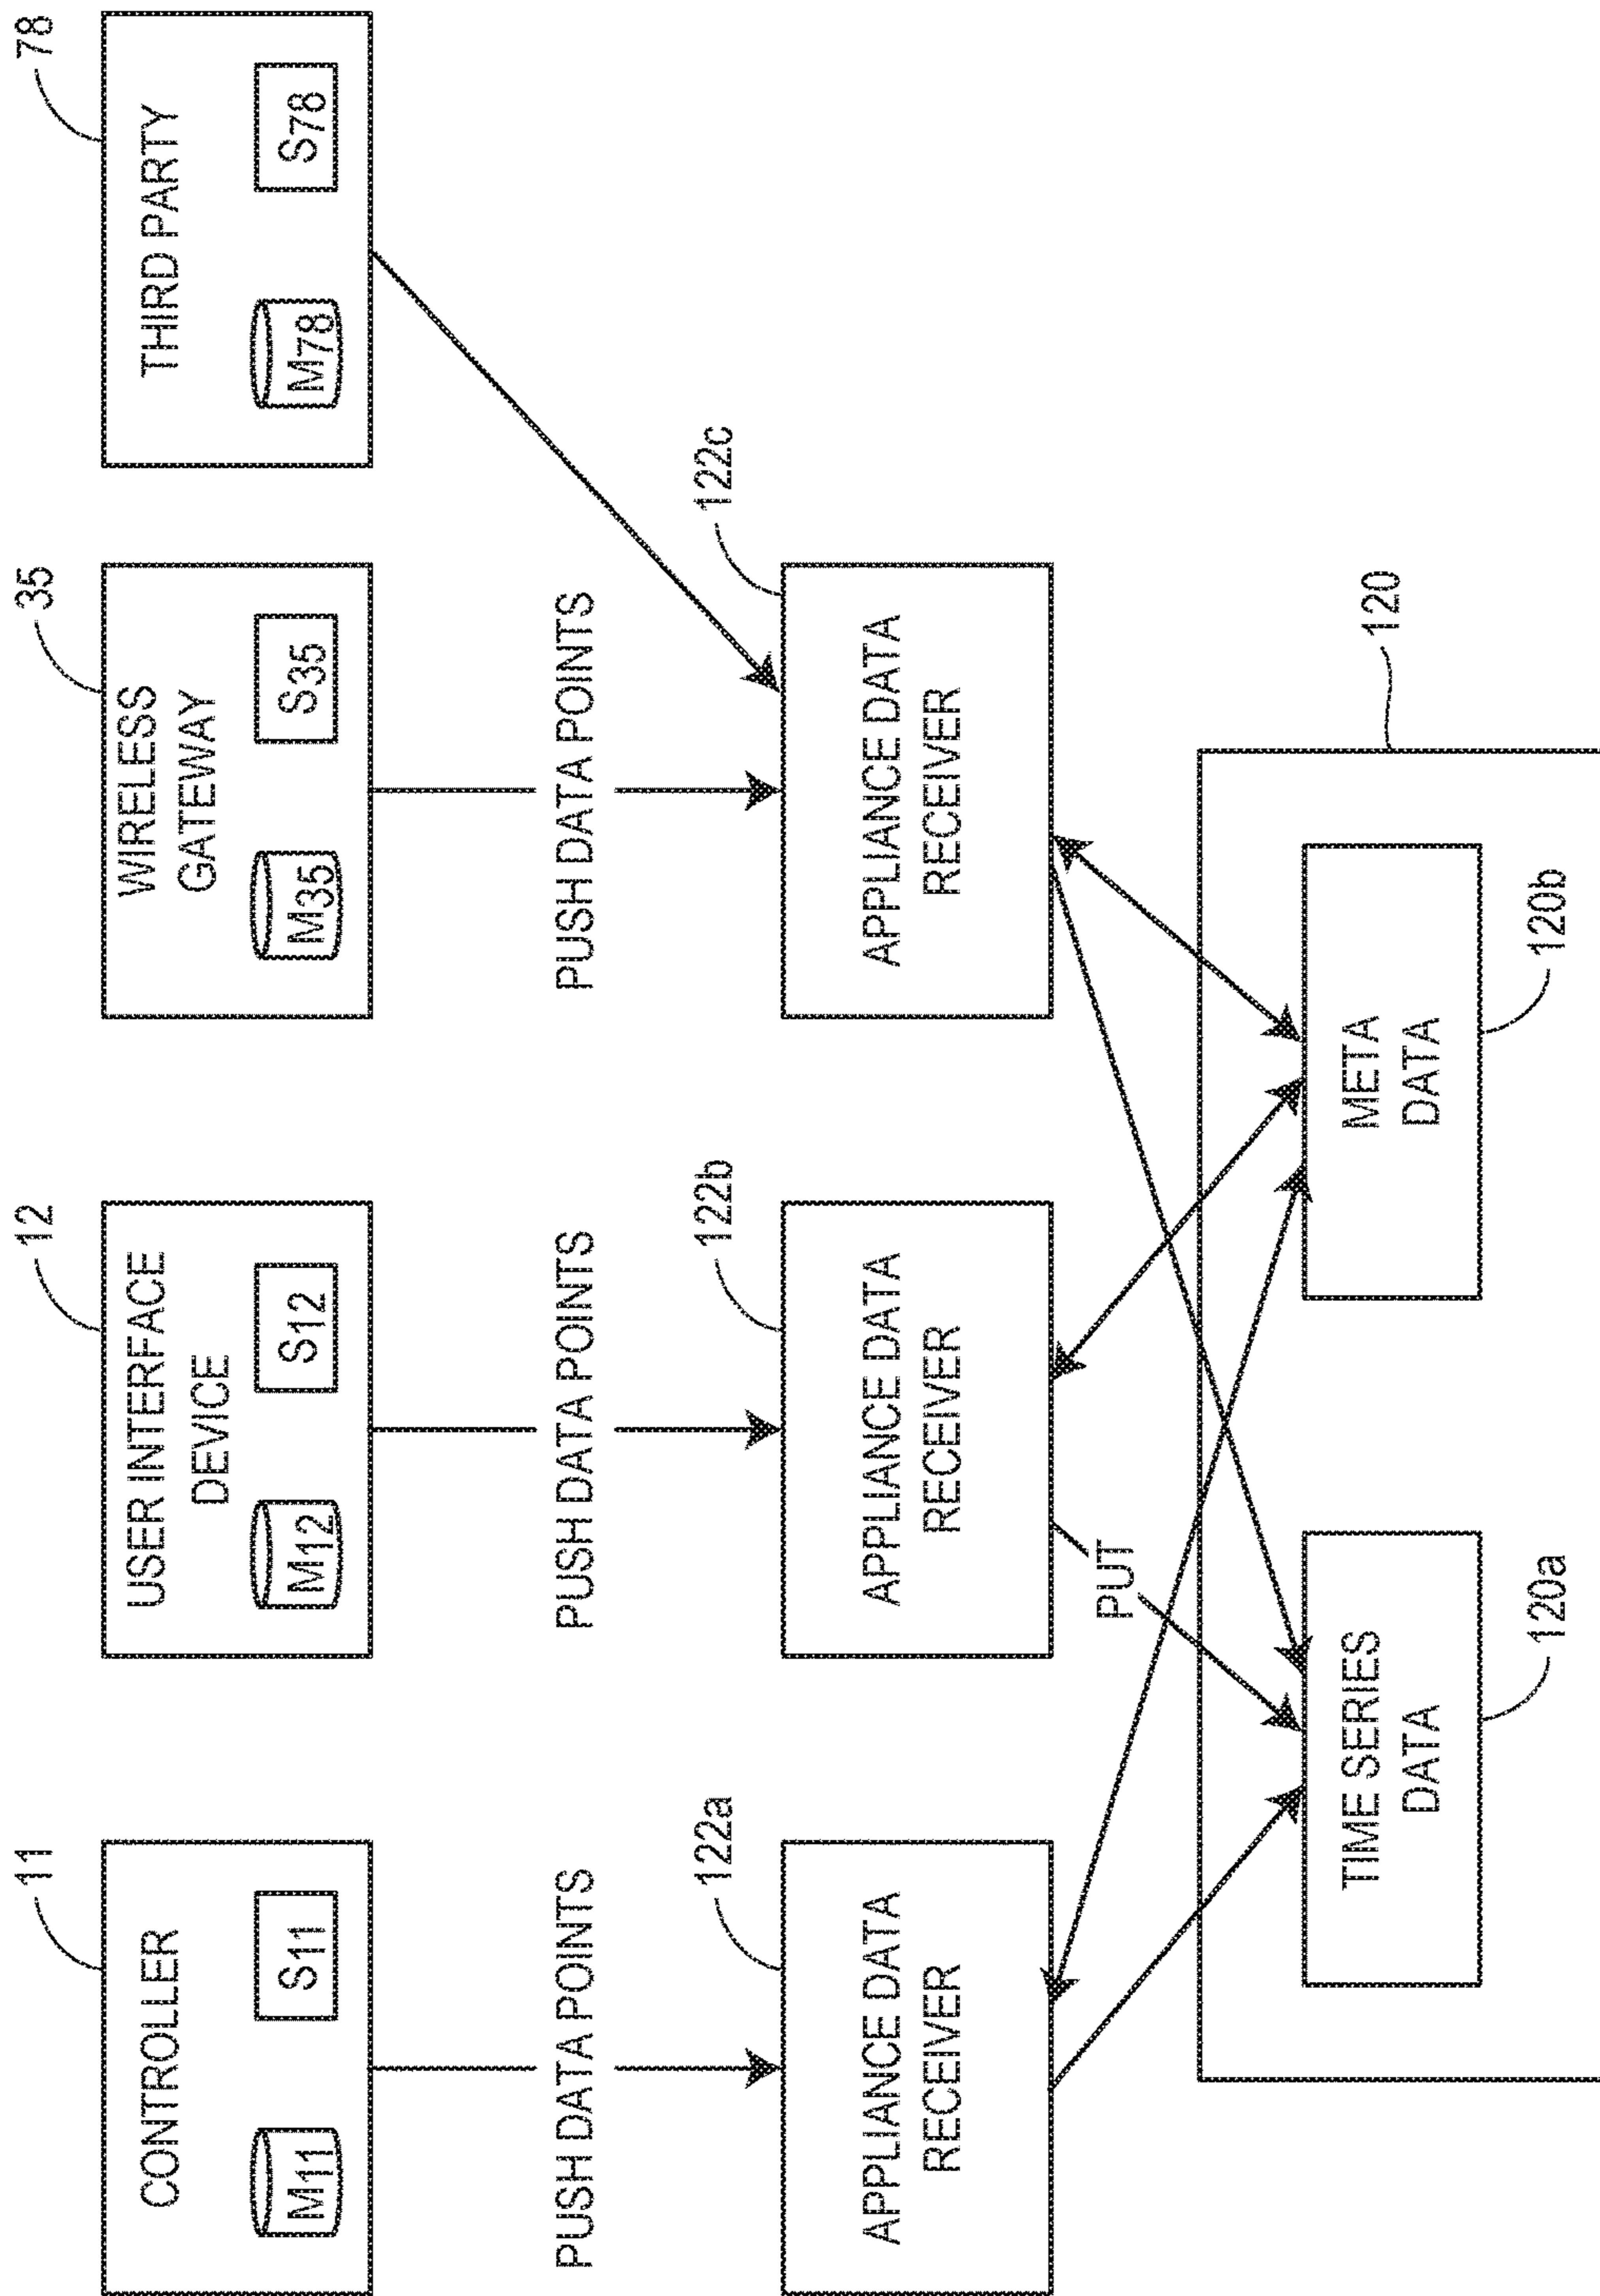 11
CONTROLLER
M11
S11
12
USER INTERFACE
DEVICE
M12
S12
35
WIRELESS
GATEWAY
M35
S35
78
THIRD PARTY
M78
S78
PUSH DATA POINTS
PUSH DATA POINTS
PUSH DATA POINTS
122a
APPLIANCE DATA
RECEIVER
122b
APPLIANCE DATA
RECEIVER
122c
APPLIANCE DATA
RECEIVER
PUT
120
TIME SERIES
DATA
120a
META
DATA
120b